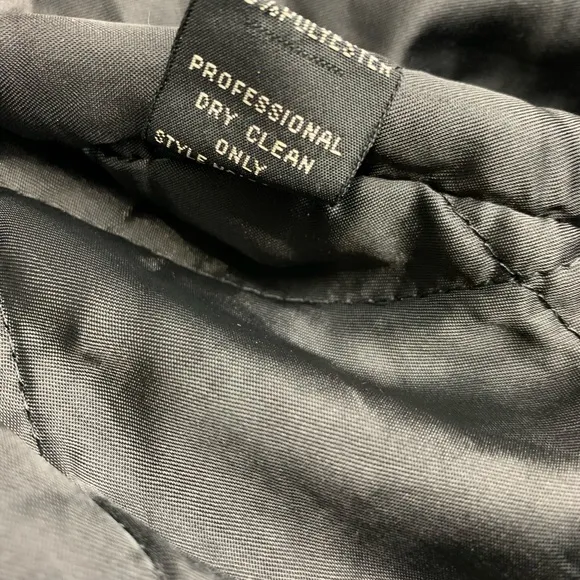 %POLYESTER
PROFESSIONAL
DRY CLEAN
ONLY
STYLE